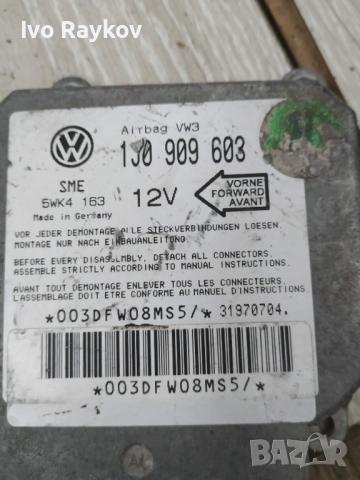 Ivo Raykov
Airbag VW3
1J0 909 603
SME
5WK4 163
Made in Germany
12V
VORNE
FORWARD
AVANT
VOR JEDER DEMONTAGE ALLE STECKVERBINDUNGEN LOESEN.
MONTAGE NUR NACH EINBAUANLEITUNG.
BEFORE EVERY DISASSEMBLY, DETACH ALL CONNECTORS.
ASSEMBLE STRICTLY ACCORDING TO MANUAL INSTRUCTIONS.
AVANT TOUT DEMONTAGE ENLEVER TOUS LES CONNECTEURS.
L'ASSEMBLAGE DOIT ETRE CONFORME AU MANUEL D'INSTRUCTIONS
*003DFW08MS5/* 31970704.
*003DFW08MS5/*
bazar